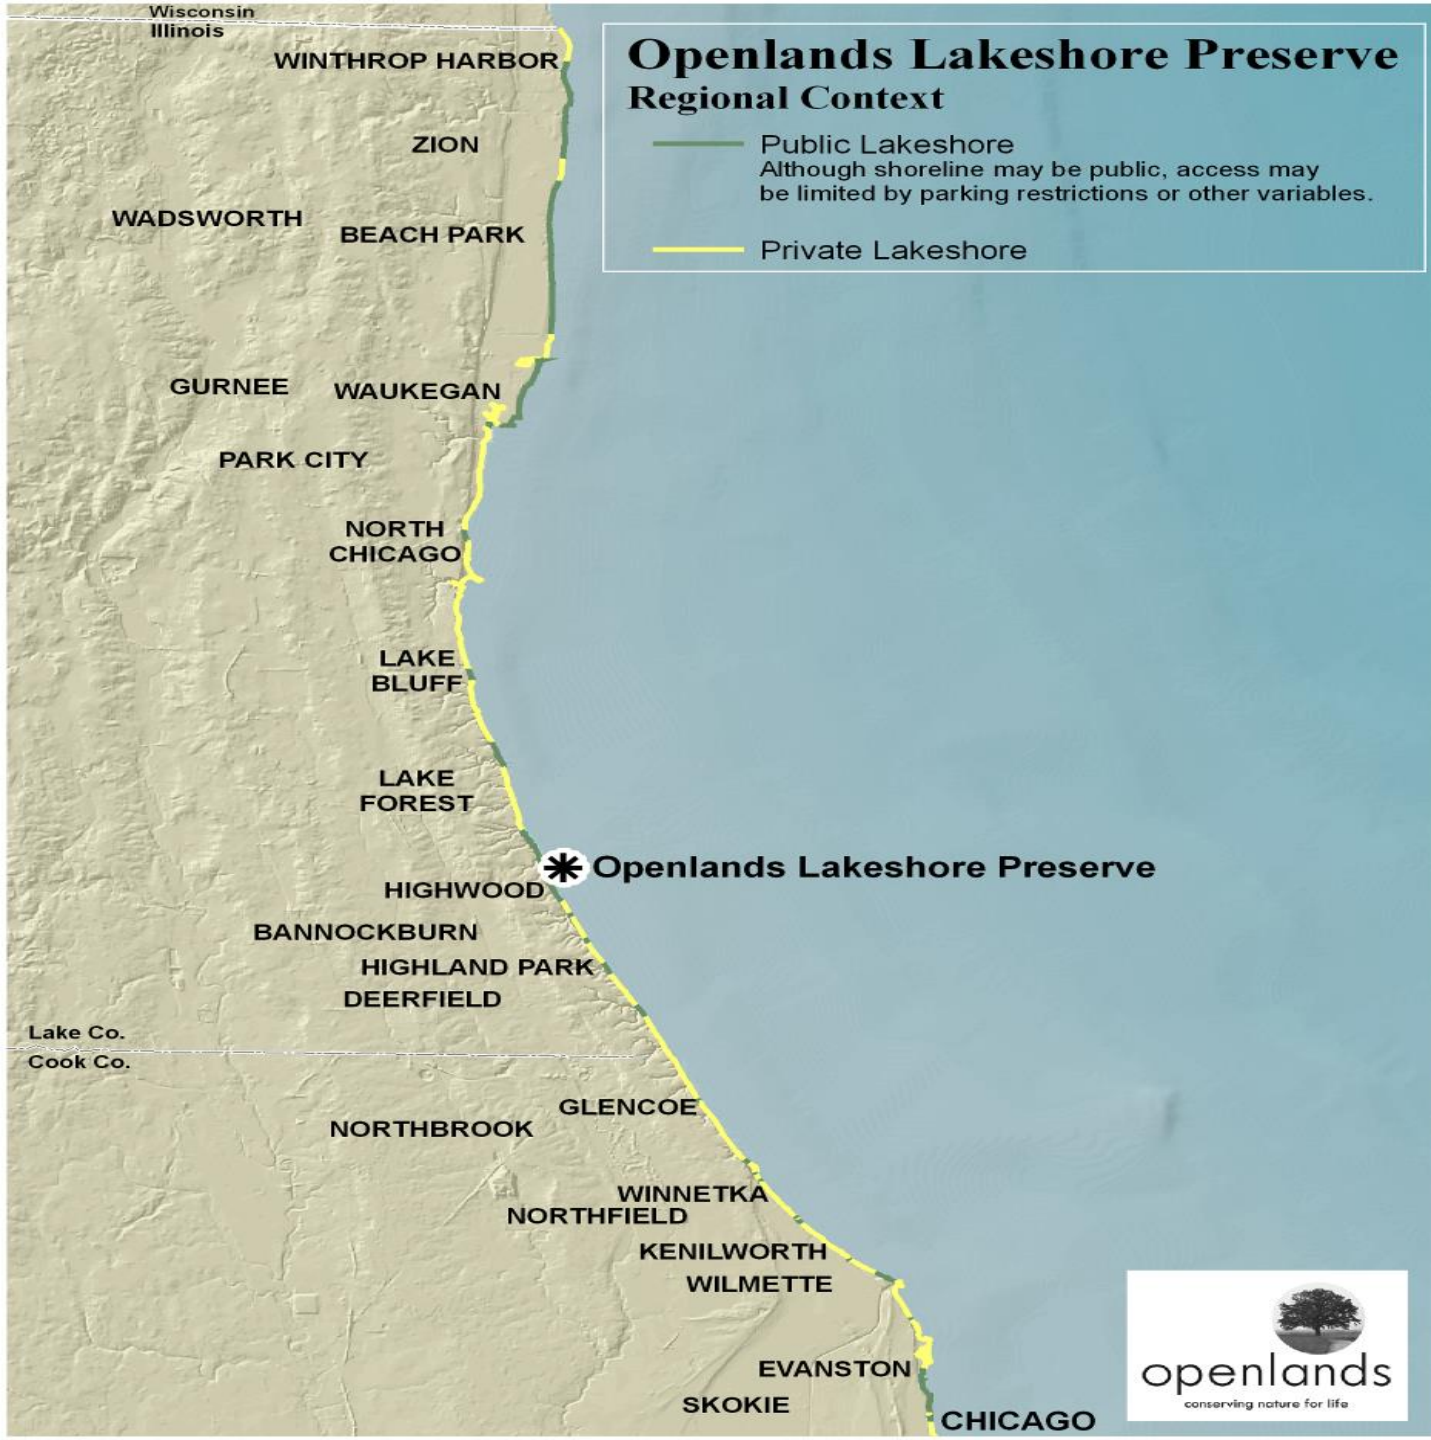 Wisconsin
Illinois
WINTHROP HARBOR
Openlands Lakeshore Preserve
Regional Context
Public Lakeshore
Although shoreline may be public, access may
be limited by parking restrictions or other variables.
Private Lakeshore
ZION
WADSWORTH
BEACH PARK
GURNEE
WAUKEGAN
PARK CITY
NORTH
CHICAGO
LAKE
BLUFF
LAKE
FOREST
Openlands Lakeshore Preserve
HIGHWOOD
BANNOCKBURN
HIGHLAND PARK
DEERFIELD
Lake Co.
Cook Co.
GLENCOE
NORTHBROOK
WINNETKA
NORTHFIELD
KENILWORTH
WILMETTE
EVANSTON
SKOKIE
CHICAGO
openlands
conserving nature for life